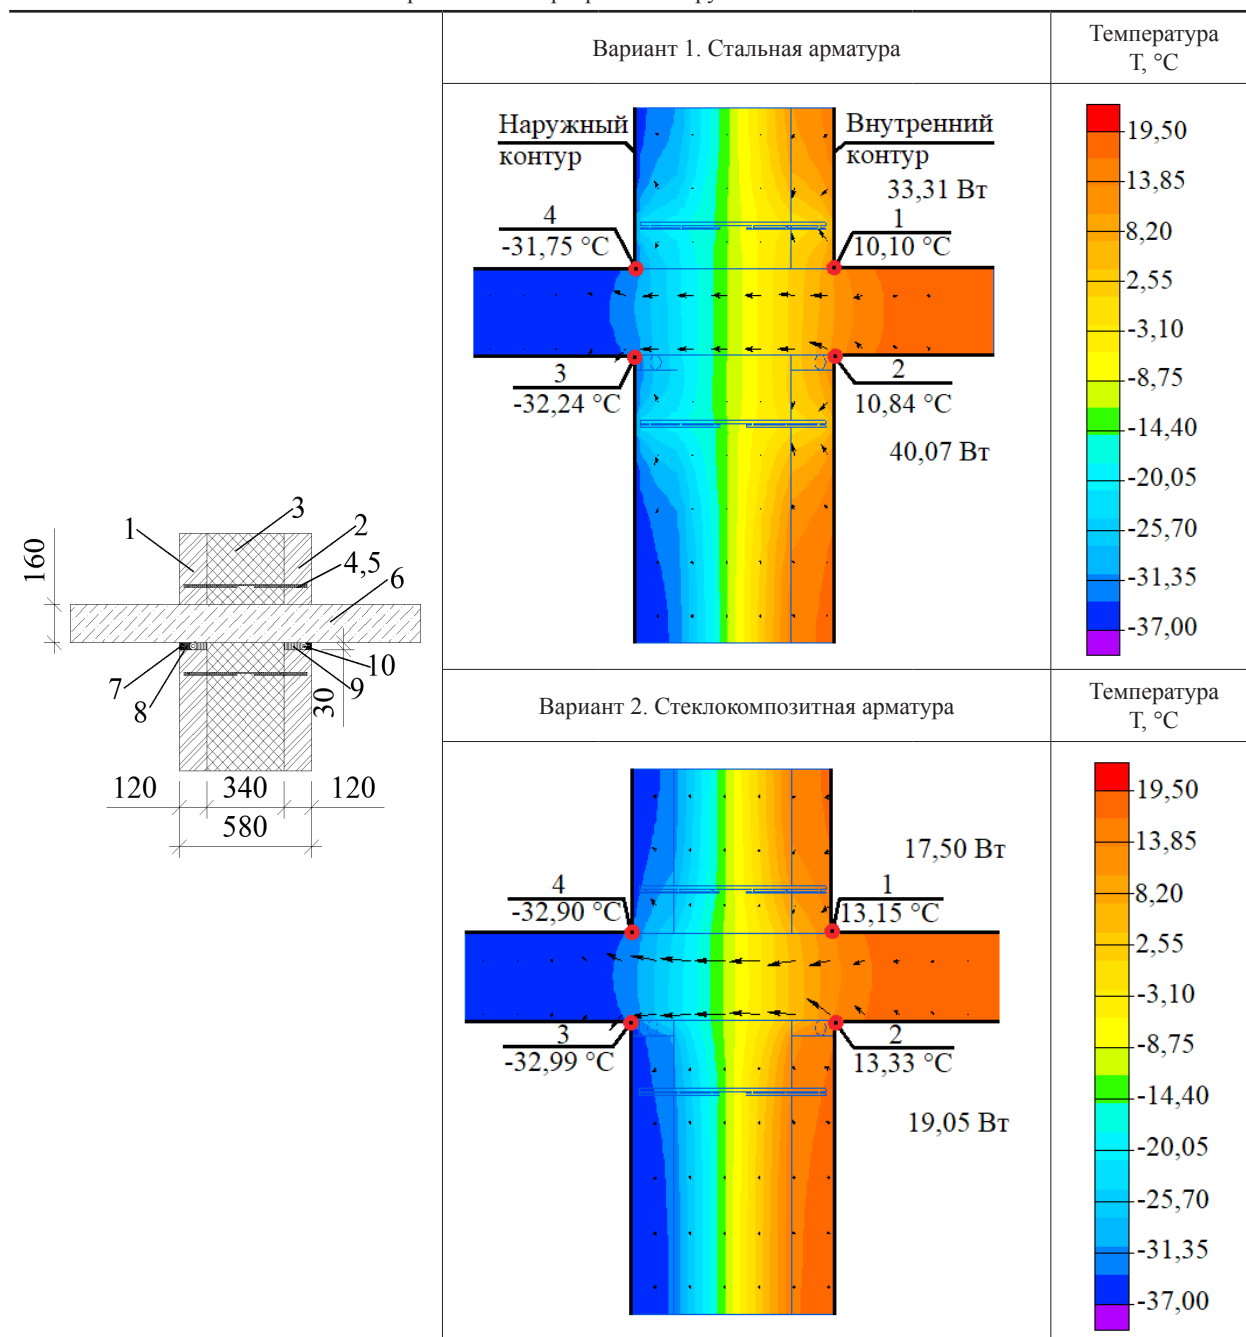 Вариант 1. Стальная арматура
Температура
T, °C
Наружный
контур
Внутренний
контур
33,31 Вт
4
-31,75 °C
1
10,10 °C
3
-32,24 °C
2
10,84 °C
40,07 Вт
19,50
13,85
8,20
2,55
-3,10
-8,75
-14,40
-20,05
-25,70
-31,35
-37,00
1
3
2
4,5
6
160
7
8
9
10
30
120
340
120
580
Вариант 2. Стеклокомпозитная арматура
Температура
T, °C
17,50 Вт
4
-32,90 °C
1
13,15 °C
3
-32,99 °C
2
13,33 °C
19,05 Вт
19,50
13,85
8,20
2,55
-3,10
-8,75
-14,40
-20,05
-25,70
-31,35
-37,00